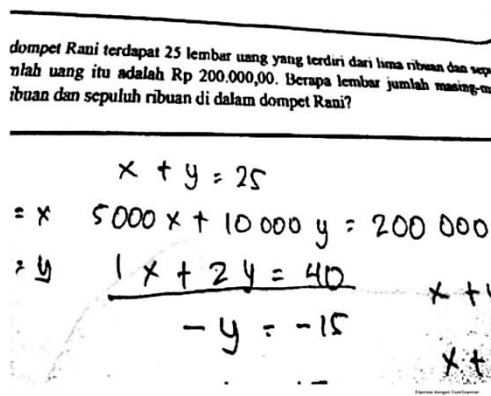 dompet Rani terdapat 25 lembar uang yang terdiri dari lima ribuan dan
mlah uang itu adalah Rp 200.000,00. Berapa lembar jumlah masing-m
ibuan dan sepuluh ribuan di dalam dompet Rani?
x + y = 25
= x 5000 x + 10 000 y = 200 000
= y 1 x + 2 y = 40
x +
- y = - 15
x +